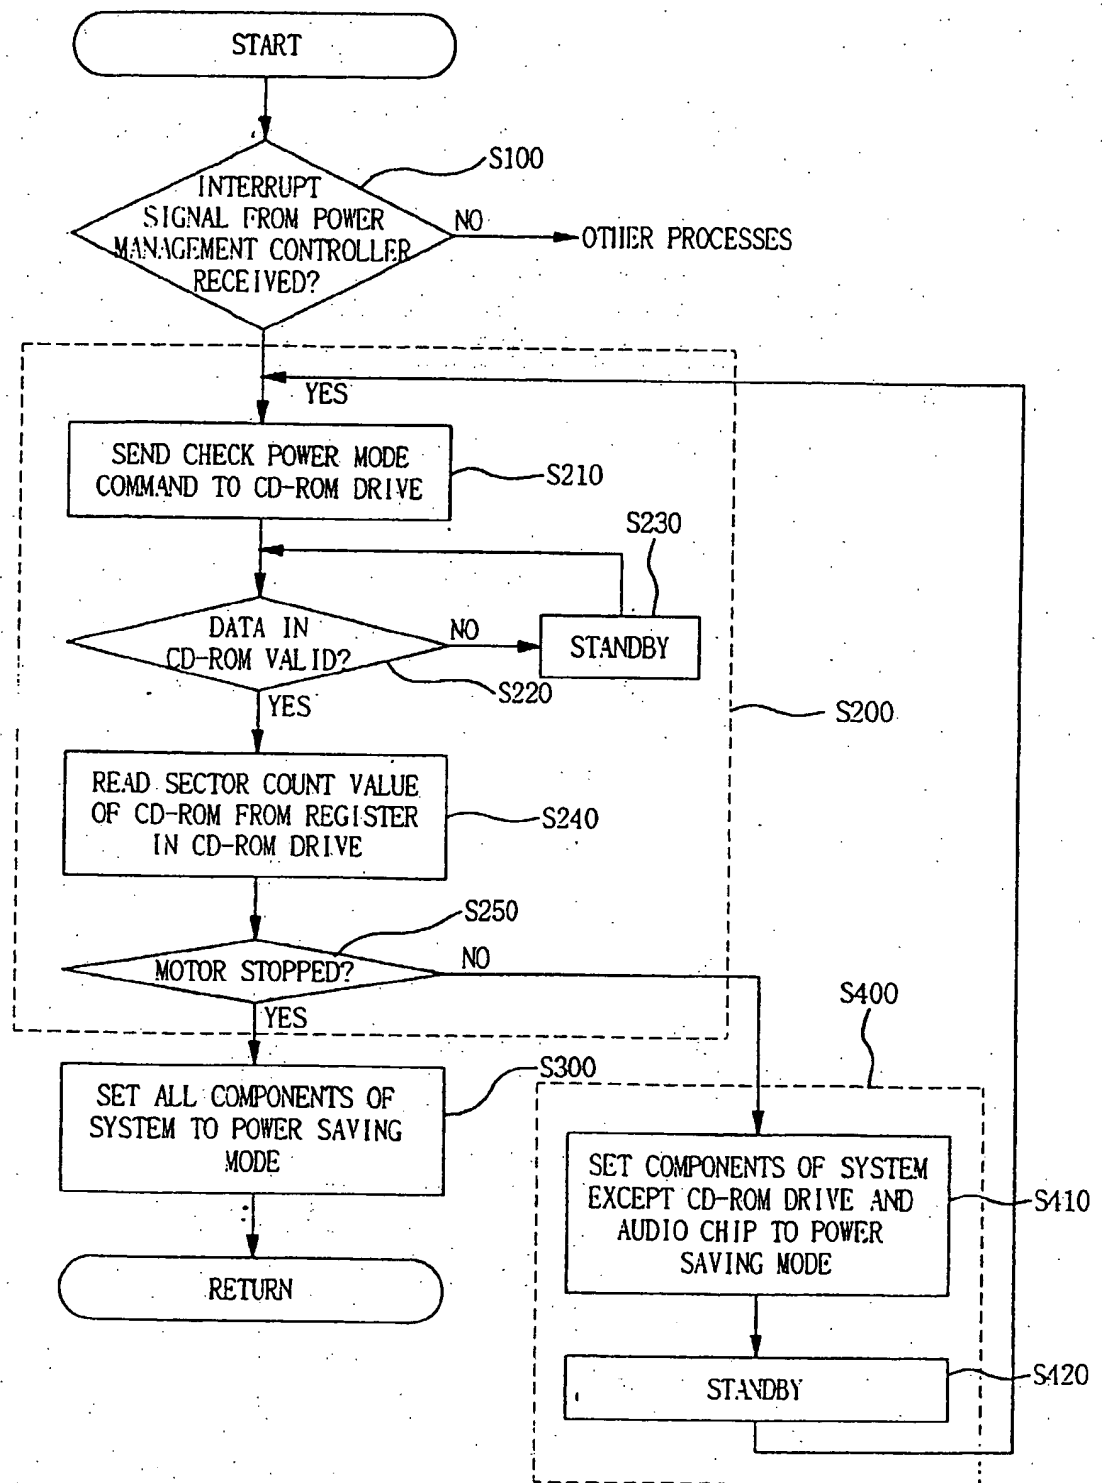 START
S100
INTERRUPT
SIGNAL FROM POWER
MANAGEMENT CONTROLLER
RECEIVED?
NO
OTHER PROCESSES
YES
SEND CHECK POWER MODE
COMMAND TO CD-ROM DRIVE
S210
S230
DATA IN
CD-ROM VALID?
NO
STANDBY
S220
YES
S200
READ SECTOR COUNT VALUE
OF CD-ROM FROM REGISTER
IN CD-ROM DRIVE
S240
S250
MOTOR STOPPED?
NO
YES
S400
S300
SET ALL COMPONENTS OF
SYSTEM TO POWER SAVING
MODE
SET COMPONENTS OF SYSTEM
EXCEPT CD-ROM DRIVE AND
AUDIO CHIP TO POWER
SAVING MODE
S410
RETURN
STANDBY
S420